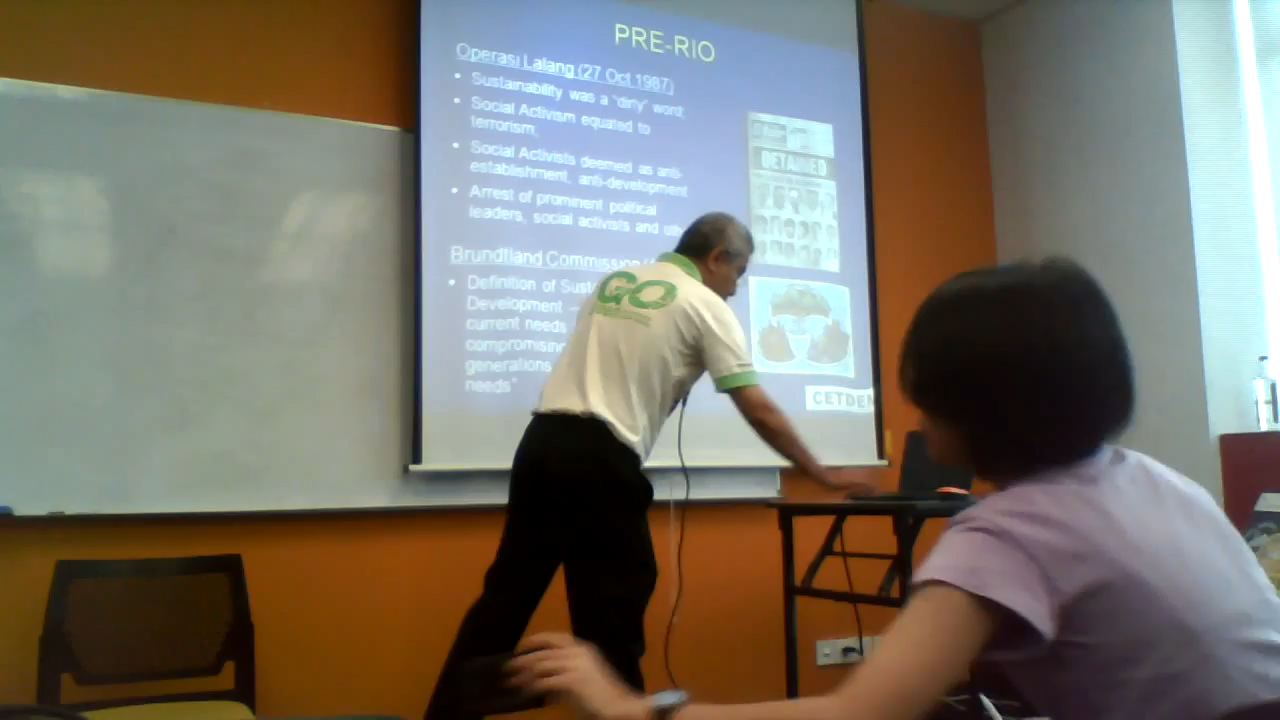 PRE-RIO
Operasi Lalang (27 Oct 1987)
• Sustainability was a "dirty" word;
• Social Activism equated to
terrorism,
• Social Activists deemed as anti-
establishment, anti-development
• Arrest of prominent political
leaders, social activists and
Brundtland Commission
• Definition of
Development –
current needs
compromising
generations
needs"
DETAINED
CETDEM
GO